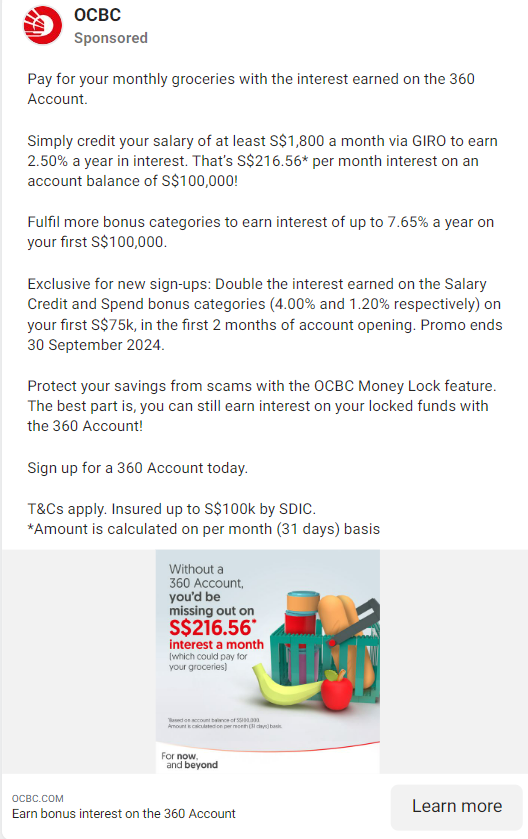 OCBC
Sponsored
Pay for your monthly groceries with the interest earned on the 360
Account.
Simply credit your salary of at least S$1,800 a month via GIRO to earn
2.50% a year in interest. That's S$216.56* per month interest on an
account balance of S$100,000!
Fulfil more bonus categories to earn interest of up to 7.65% a year on
your first S$100,000.
Exclusive for new sign-ups: Double the interest earned on the Salary
Credit and Spend bonus categories (4.00% and 1.20% respectively) on
your first S$75k, in the first 2 months of account opening. Promo ends
30 September 2024.
Protect your savings from scams with the OCBC Money Lock feature.
The best part is, you can still earn interest on your locked funds with
the 360 Account!
Sign up for a 360 Account today.
T&Cs apply. Insured up to S$100k by SDIC.
*Amount is calculated on per month (31 days) basis
Without a
360 Account,
you'd be
missing out on
S$216.56*
interest a month
(which could pay for
your groceries)
*Based on account balance of S$100,000.
Amount is calculated on per month (31 days) basis.
For now,
and beyond
OCBC.COM
Earn bonus interest on the 360 Account
Learn more